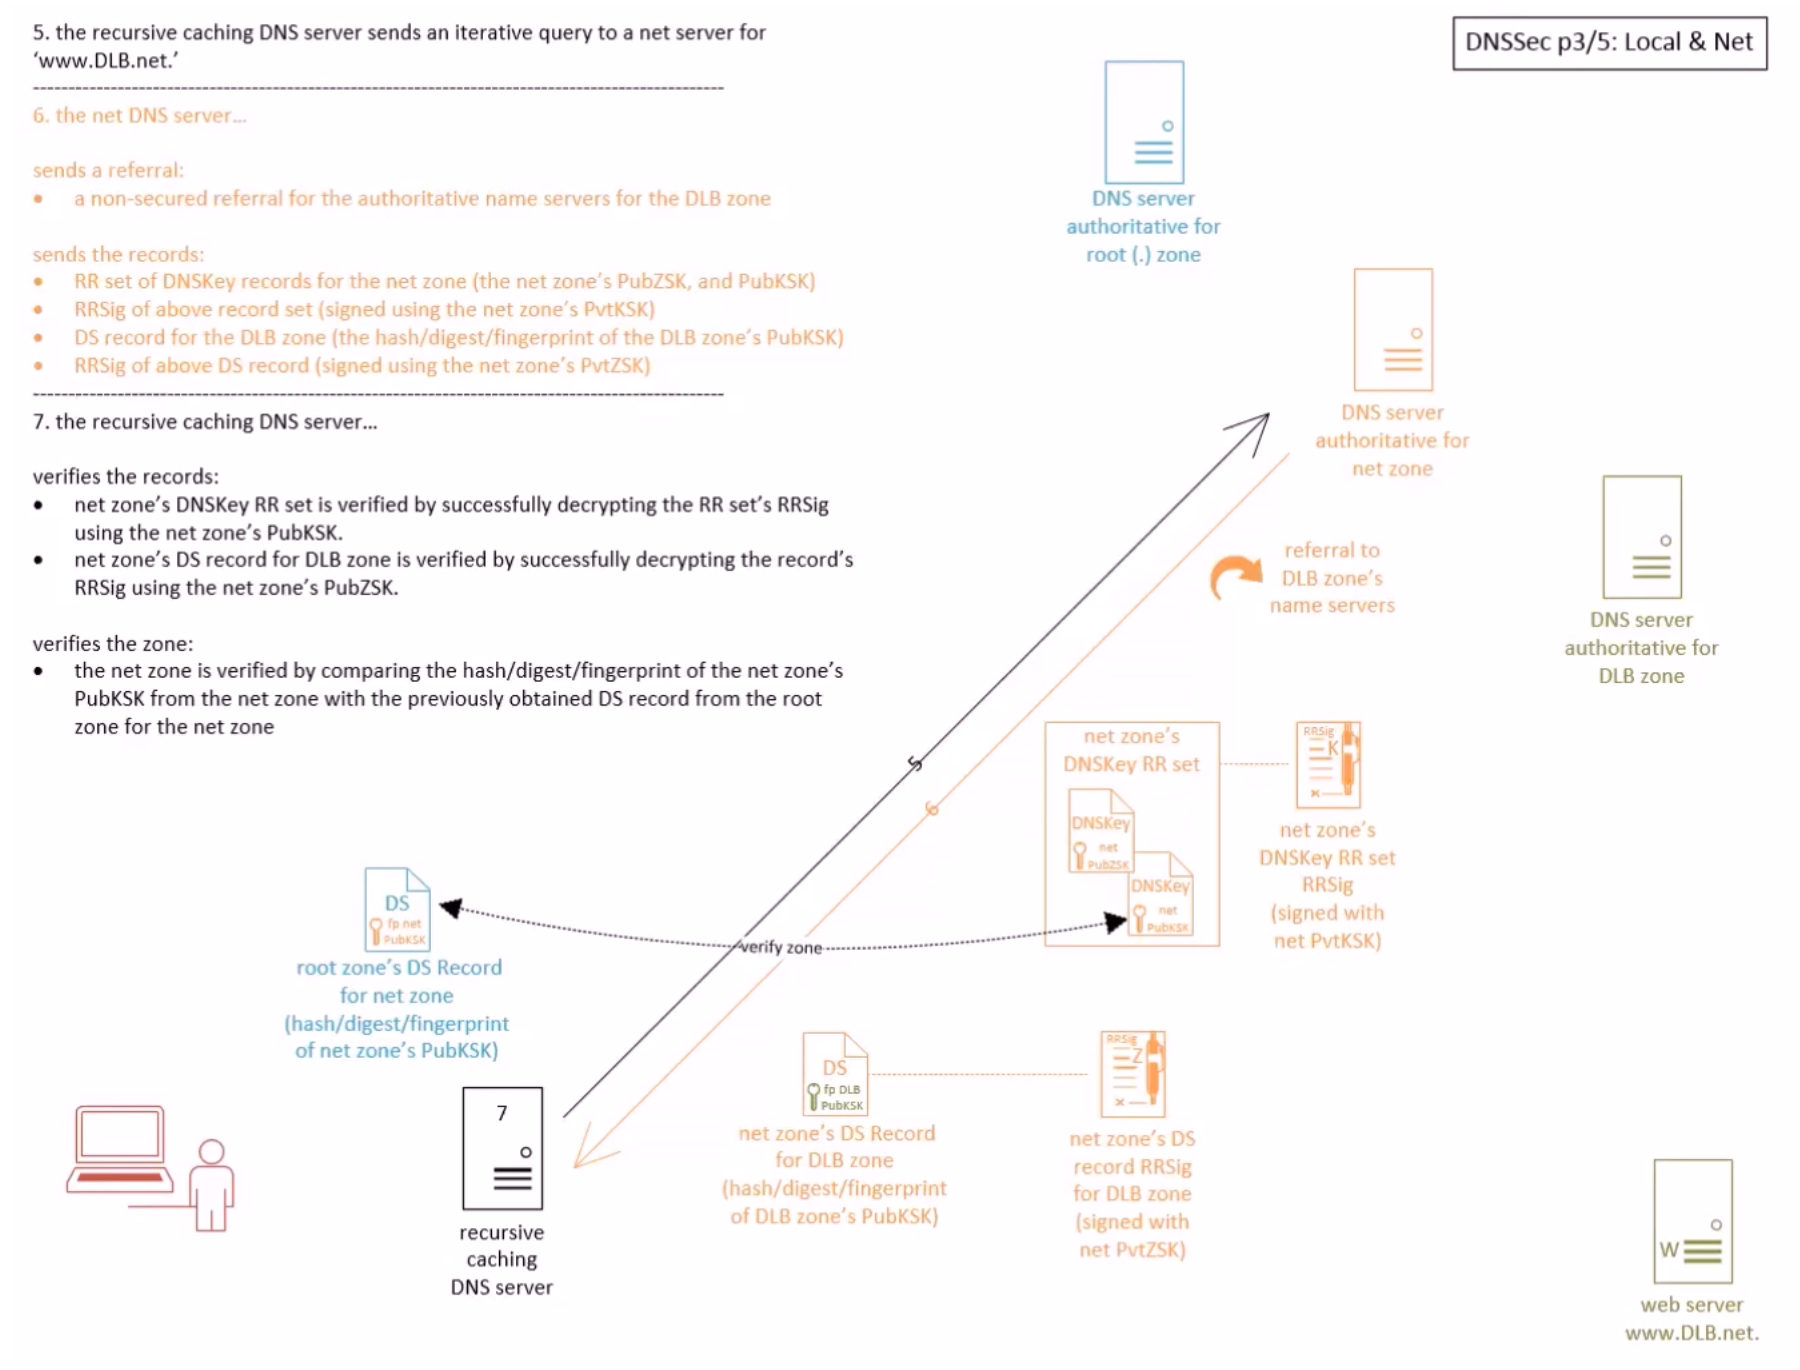 5. the recursive caching DNS server sends an iterative query to a net server for
‘www.DLB.net.’
--------------------------------------------------------------------------------------------------
6. the net DNS server…
sends a referral:
• a non-secured referral for the authoritative name servers for the DLB zone
sends the records:
• RR set of DNSKey records for the net zone (the net zone’s PubZSK, and PubKSK)
• RRSig of above record set (signed using the net zone’s PvtKSK)
• DS record for the DLB zone (the hash/digest/fingerprint of the DLB zone’s PubKSK)
• RRSig of above DS record (signed using the net zone’s PvtZSK)
--------------------------------------------------------------------------------------------------
7. the recursive caching DNS server…
verifies the records:
• net zone’s DNSKey RR set is verified by successfully decrypting the RR set’s RRSig
using the net zone’s PubKSK.
• net zone’s DS record for DLB zone is verified by successfully decrypting the record’s
RRSig using the net zone’s PubZSK.
verifies the zone:
• the net zone is verified by comparing the hash/digest/fingerprint of the net zone’s
PubKSK from the net zone with the previously obtained DS record from the root
zone for the net zone
DNSSec p3/5: Local & Net
DNS server
authoritative for
root (.) zone
DNS server
authoritative for
net zone
referral to
DLB zone’s
name servers
DNS server
authoritative for
DLB zone
5
6
net zone’s
DNSKey RR set
DNSKey
net
PubZSK
DNSKey
net
PubKSK
RRSig
K
x
net zone’s
DNSKey RR set
RRSig
(signed with
net PvtKSK)
verify zone
DS
fp net
PubKSK
root zone’s DS Record
for net zone
(hash/digest/fingerprint
of net zone’s PubKSK)
7
recursive
caching
DNS server
DS
fp DLB
PubKSK
net zone’s DS Record
for DLB zone
(hash/digest/fingerprint
of DLB zone’s PubKSK)
RRSig
Z
x
net zone’s DS
record RRSig
for DLB zone
(signed with
net PvtZSK)
W
web server
www.DLB.net.